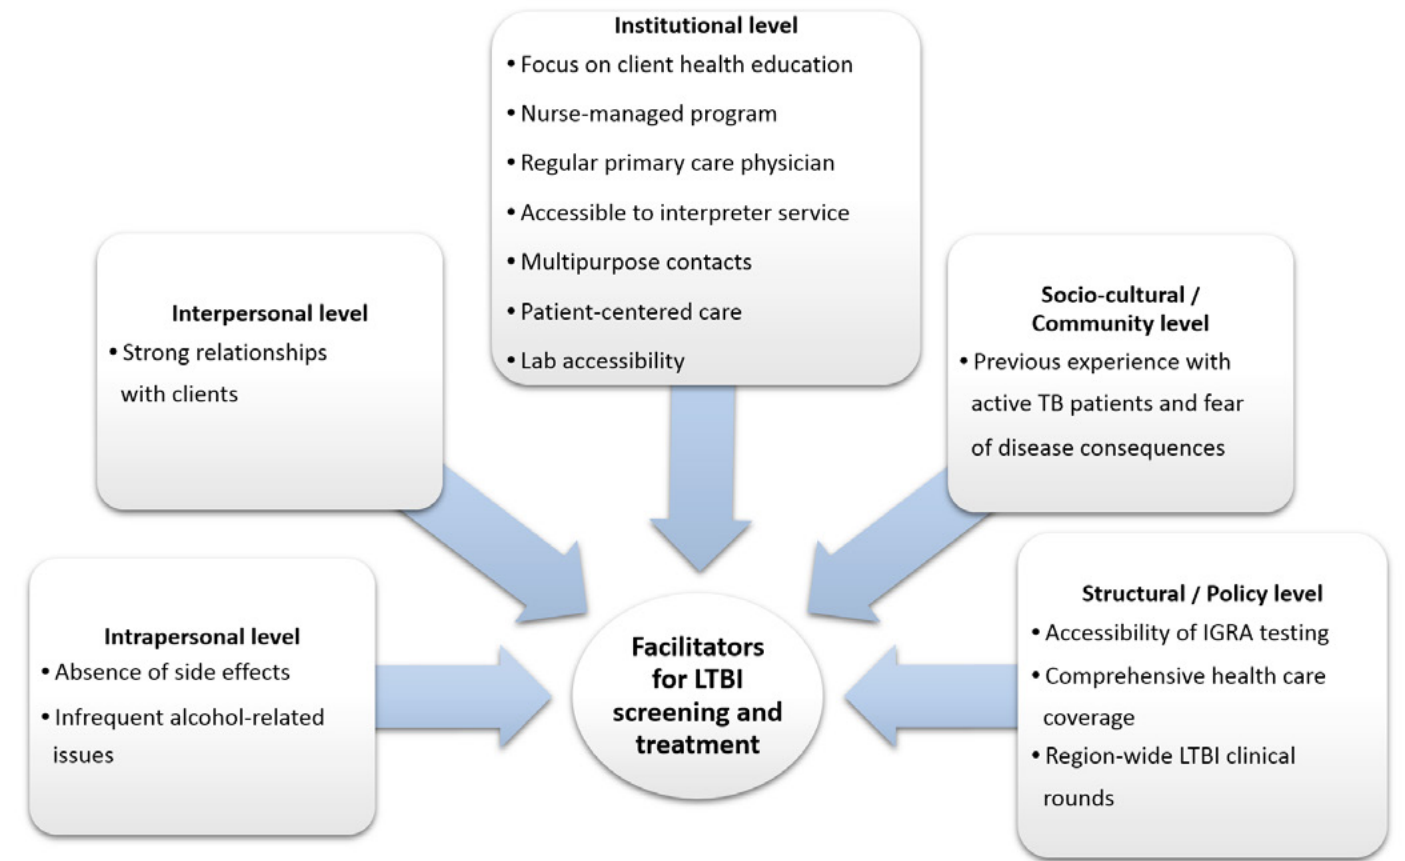 Institutional level
• Focus on client health education
• Nurse-managed program
• Regular primary care physician
• Accessible to interpreter service
• Multipurpose contacts
• Patient-centered care
• Lab accessibility
Interpersonal level
• Strong relationships
with clients
Socio-cultural /
Community level
• Previous experience with
active TB patients and fear
of disease consequences
Intrapersonal level
• Absence of side effects
• Infrequent alcohol-related
issues
Facilitators
for LTBI
screening and
treatment
Structural / Policy level
• Accessibility of IGRA testing
• Comprehensive health care
coverage
• Region-wide LTBI clinical
rounds